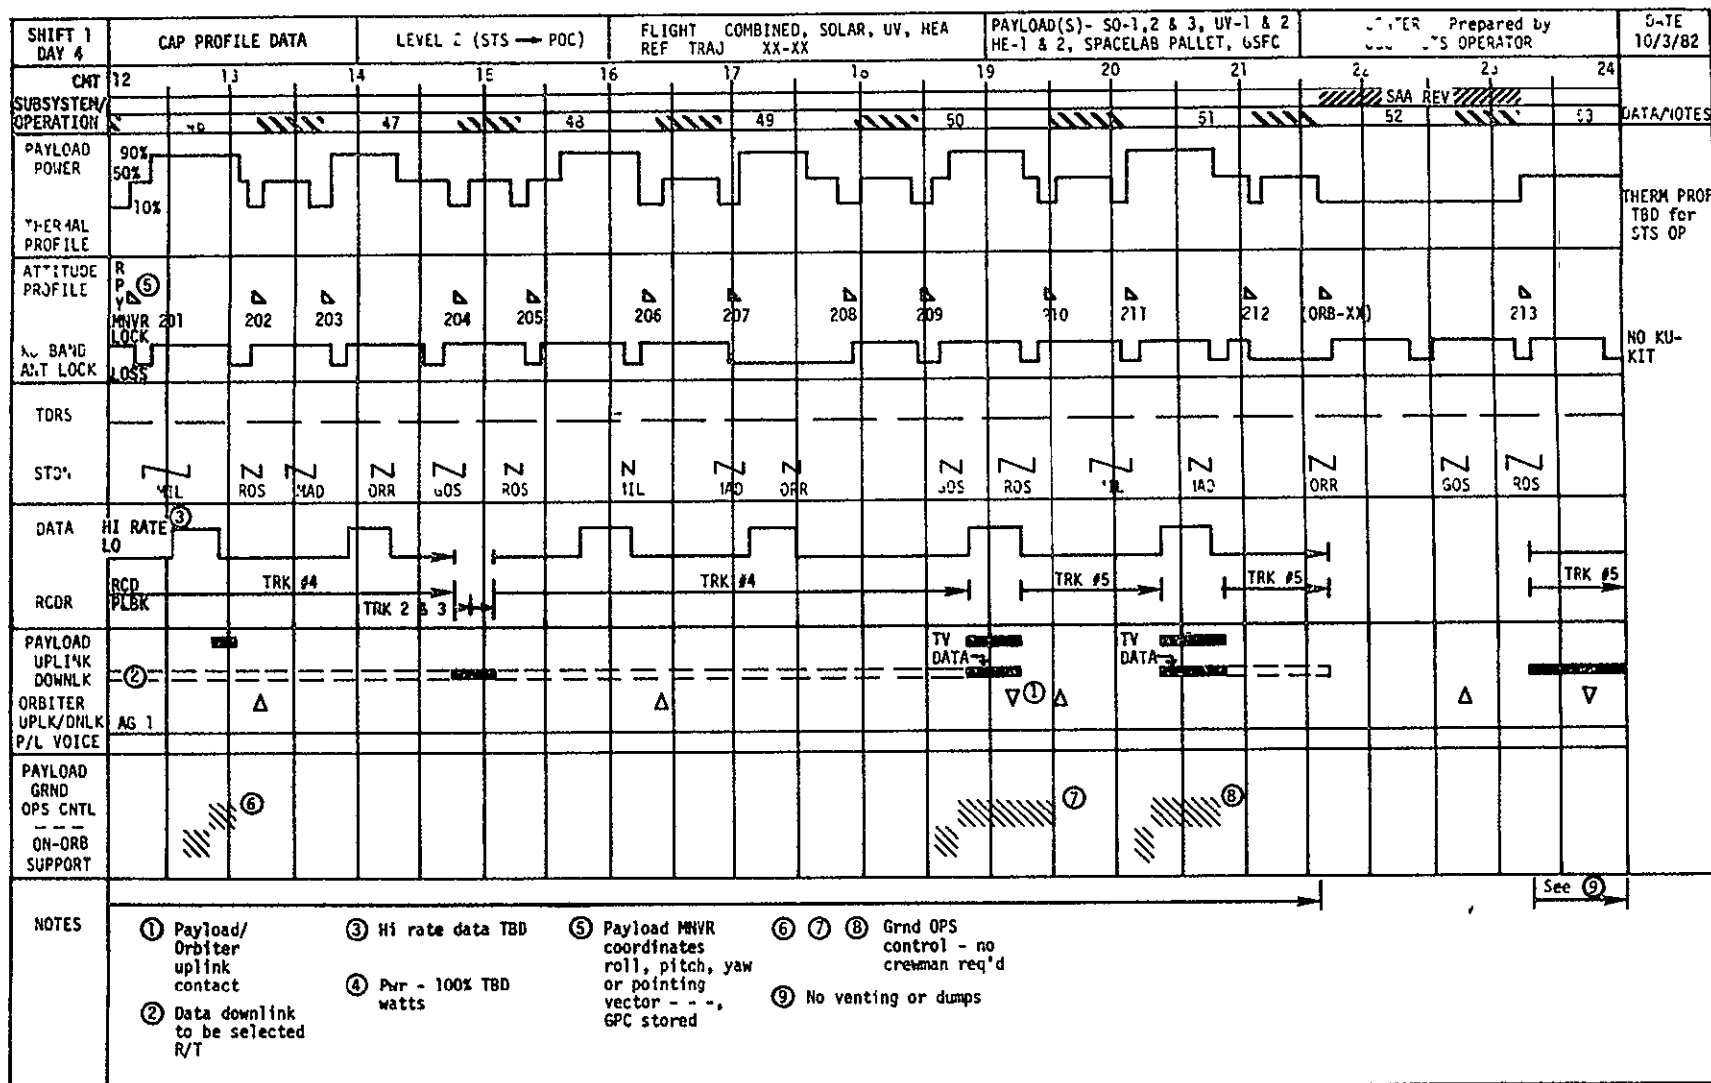 SHIFT 1
DAY 4
CAP PROFILE DATA
LEVEL 2 (STS → POC)
FLIGHT COMBINED, SOLAR, UV, HEA
REF TRAJ XX-XX
PAYLOAD(S)- SO-1,2 & 3, UV-1 & 2
HE-1 & 2, SPACELAB PALLET, GSFC
Prepared by
STS OPERATOR
DATE
10/3/82
GMT 12 13 14 15 16 17 18 19 20 21 22 23 24
SUBSYSTEM/
OPERATION
SAA REV
47 48 49 50 51 52 53
DATA/NOTES
PAYLOAD
POWER
90%
50%
10%
THERMAL
PROFILE
THERM PROF
TBD for
STS OP
ATTITUDE
PROFILE
R
P
Y
⑤
MNVR 201 202 203 204 205 206 207 208 209 210 211 212 (ORB-XX) 213
KU BAND
ANT LOCK
LOCK
LOSS
NO KU-
KIT
TDRS
STDN
MIL ROS MAD ORR GOS ROS MIL MAD ORR GOS ROS MIL MAD ORR GOS ROS
DATA
HI RATE ③
LO
RCDR
RCD
PLBK
TRK #4
TRK 2 & 3
TRK #4
TRK #5
TRK #5
TRK #5
PAYLOAD
UPLINK
DOWNLK
②
TV
DATA
TV
DATA
ORBITER
UPLK/DNLK
AG 1
①
P/L VOICE
PAYLOAD
GRND
OPS CNTL
ON-ORB
SUPPORT
⑥
⑦
⑧
See ⑨
NOTES
① Payload/
Orbiter
uplink
contact
② Data downlink
to be selected
R/T
③ Hi rate data TBD
④ Pwr - 100% TBD
watts
⑤ Payload MNVR
coordinates
roll, pitch, yaw
or pointing
vector - - -,
GPC stored
⑥ ⑦ ⑧ Grnd OPS
control - no
crewman req'd
⑨ No venting or dumps